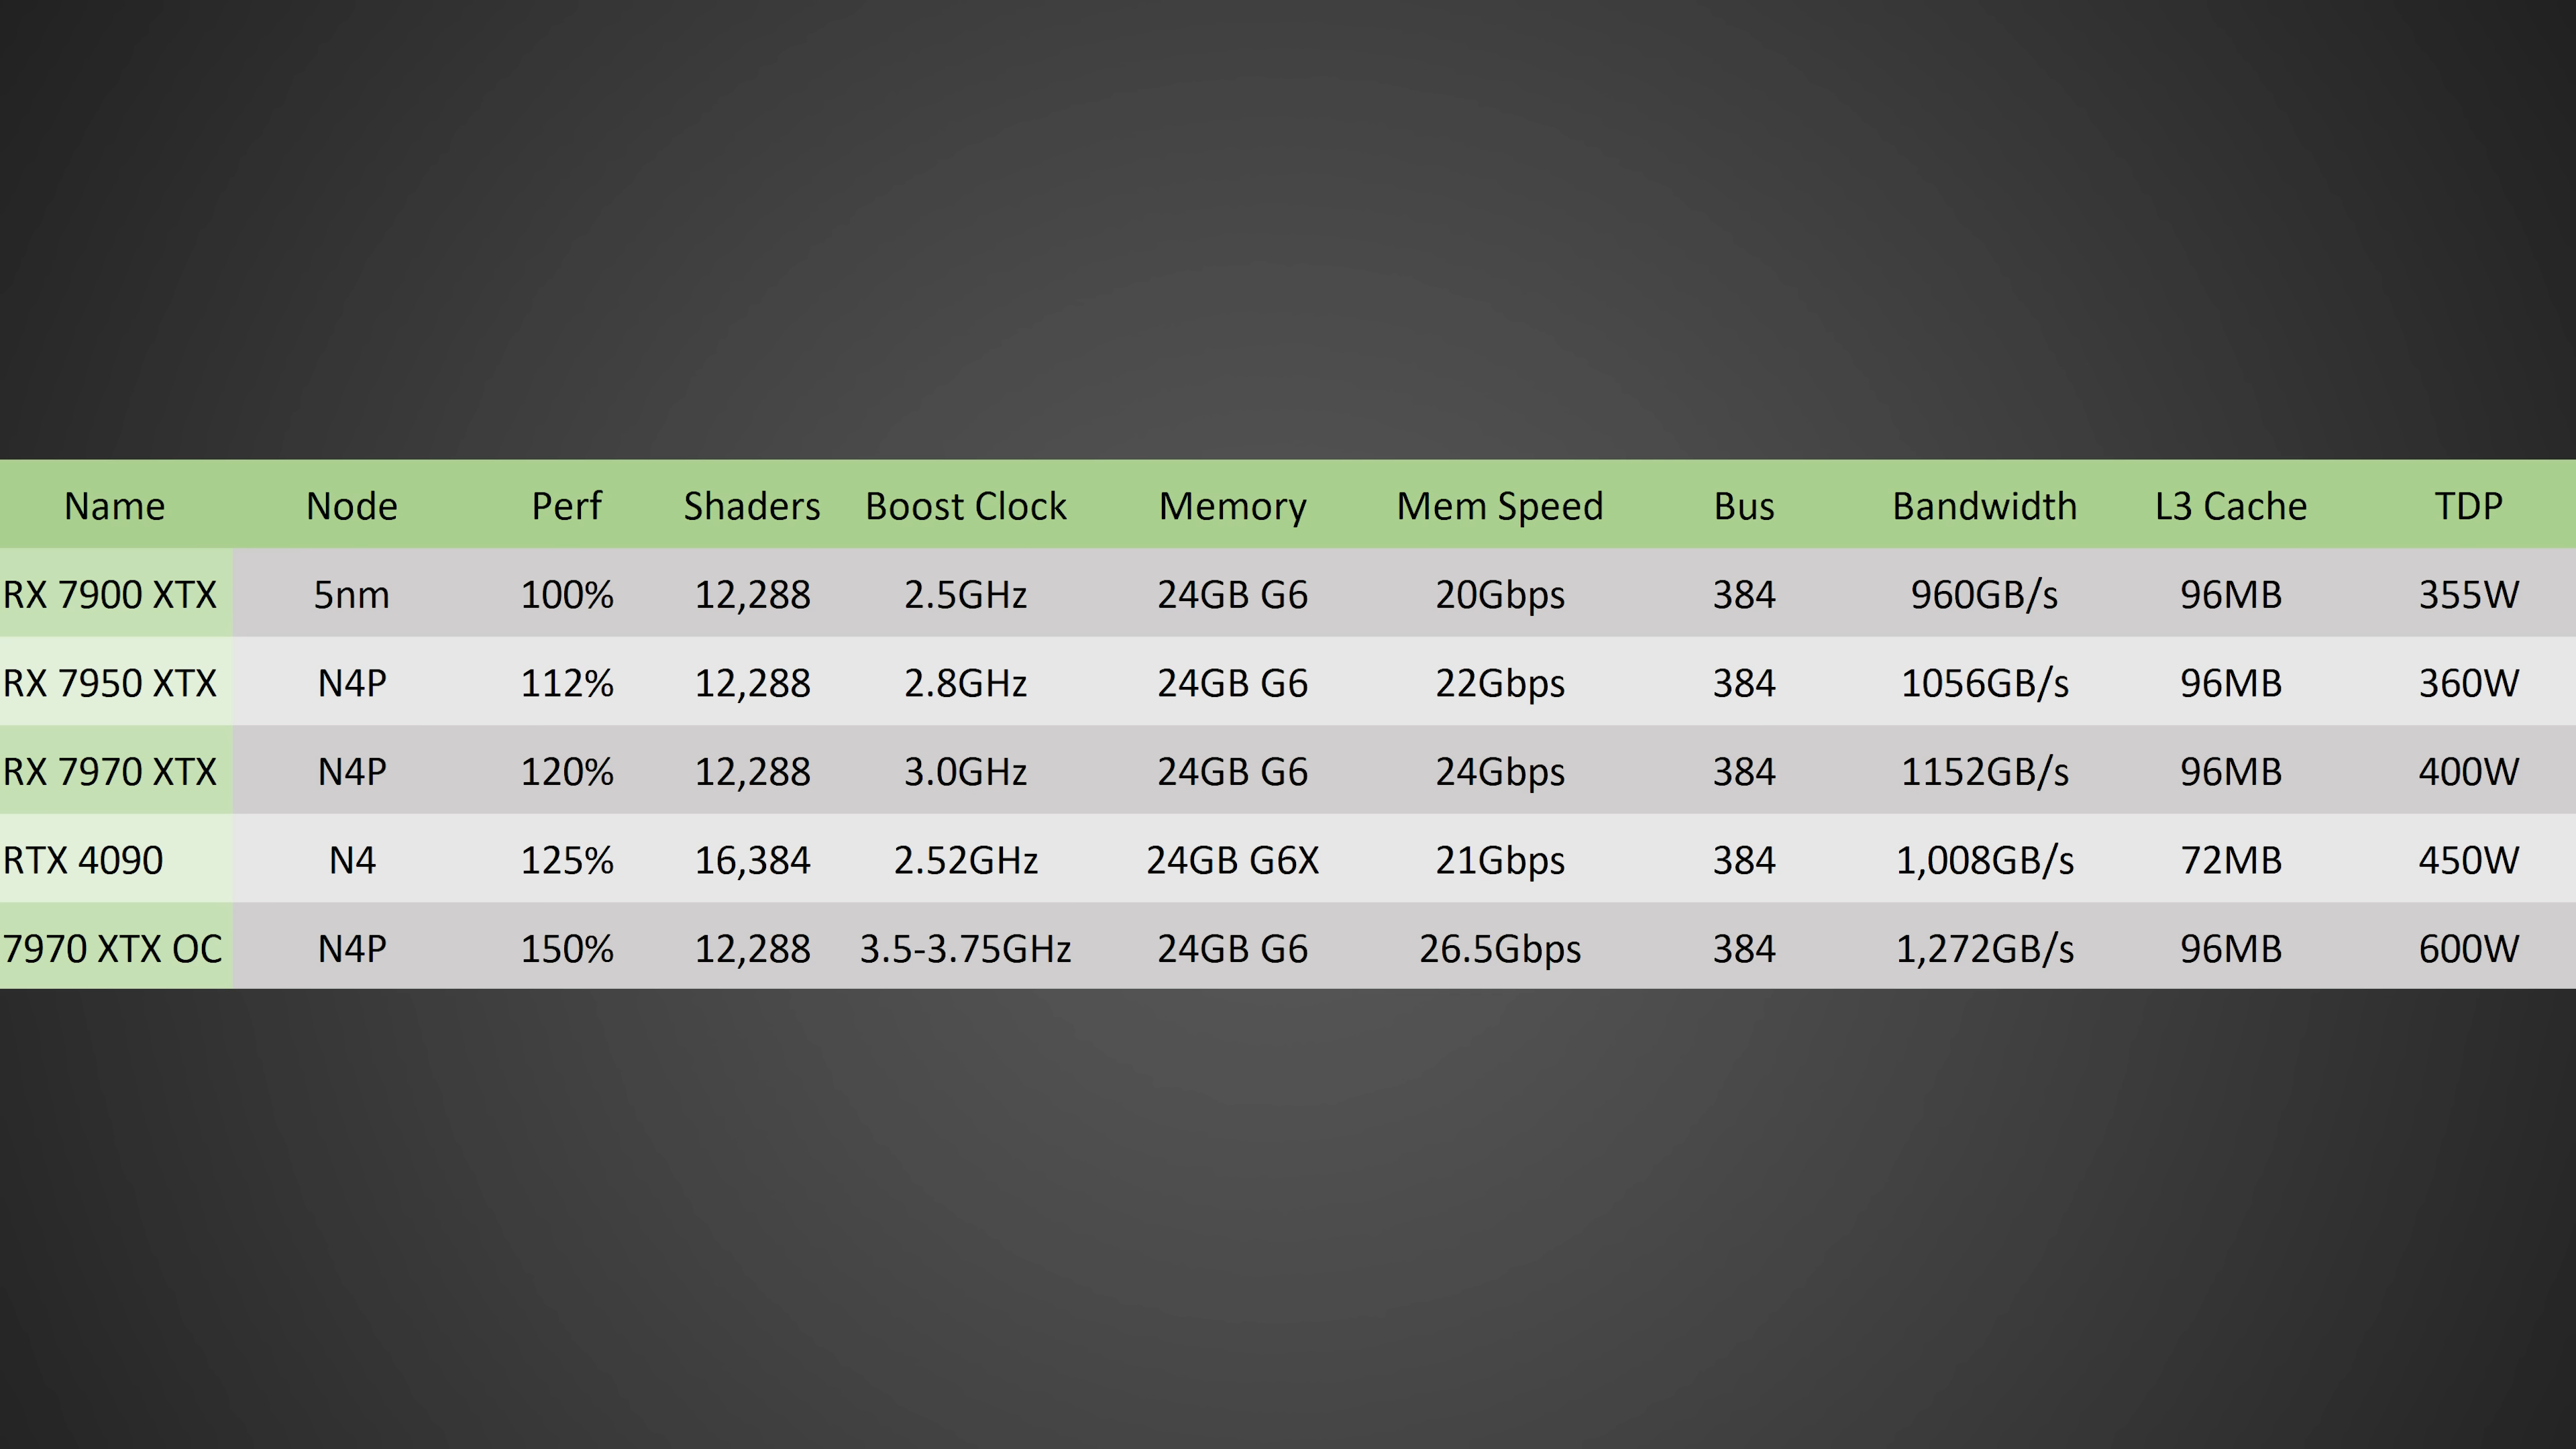 Name Node Perf Shaders Boost Clock Memory Mem Speed Bus Bandwidth L3 Cache TDP
RX 7900 XTX 5nm 100% 12,288 2.5GHz 24GB G6 20Gbps 384 960GB/s 96MB 355W
RX 7950 XTX N4P 112% 12,288 2.8GHz 24GB G6 22Gbps 384 1056GB/s 96MB 360W
RX 7970 XTX N4P 120% 12,288 3.0GHz 24GB G6 24Gbps 384 1152GB/s 96MB 400W
RTX 4090 N4 125% 16,384 2.52GHz 24GB G6X 21Gbps 384 1,008GB/s 72MB 450W
7970 XTX OC N4P 150% 12,288 3.5-3.75GHz 24GB G6 26.5Gbps 384 1,272GB/s 96MB 600W